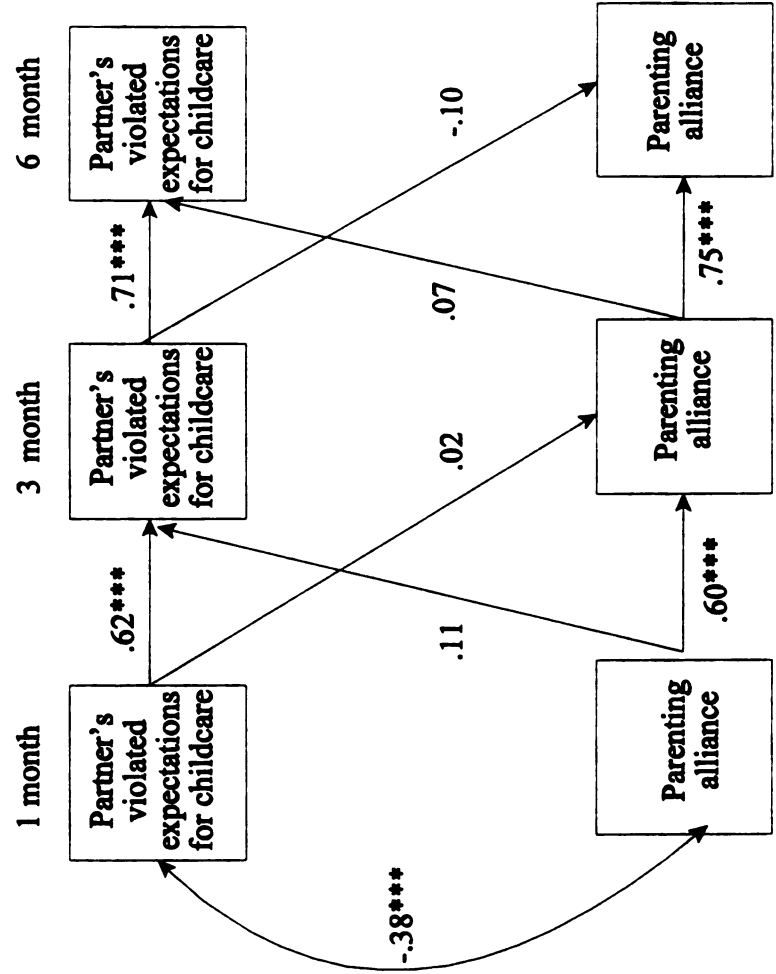 1 month
3 month
6 month
Partner's
violated
expectations
for childcare
.62***
Partner's
violated
expectations
for childcare
.71***
Partner's
violated
expectations
for childcare
-.38***
.11
.02
.07
-.10
Parenting
alliance
.60***
Parenting
alliance
.75***
Parenting
alliance